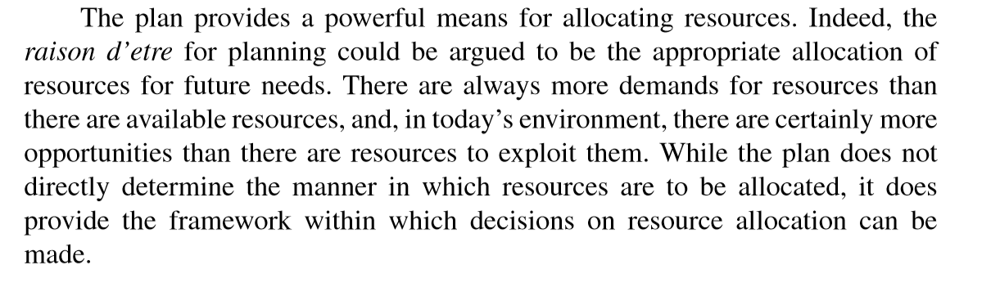 The plan provides a powerful means for allocating resources. Indeed, the
raison d’etre for planning could be argued to be the appropriate allocation of
resources for future needs. There are always more demands for resources than
there are available resources, and, in today’s environment, there are certainly more
opportunities than there are resources to exploit them. While the plan does not
directly determine the manner in which resources are to be allocated, it does
provide the framework within which decisions on resource allocation can be
made.